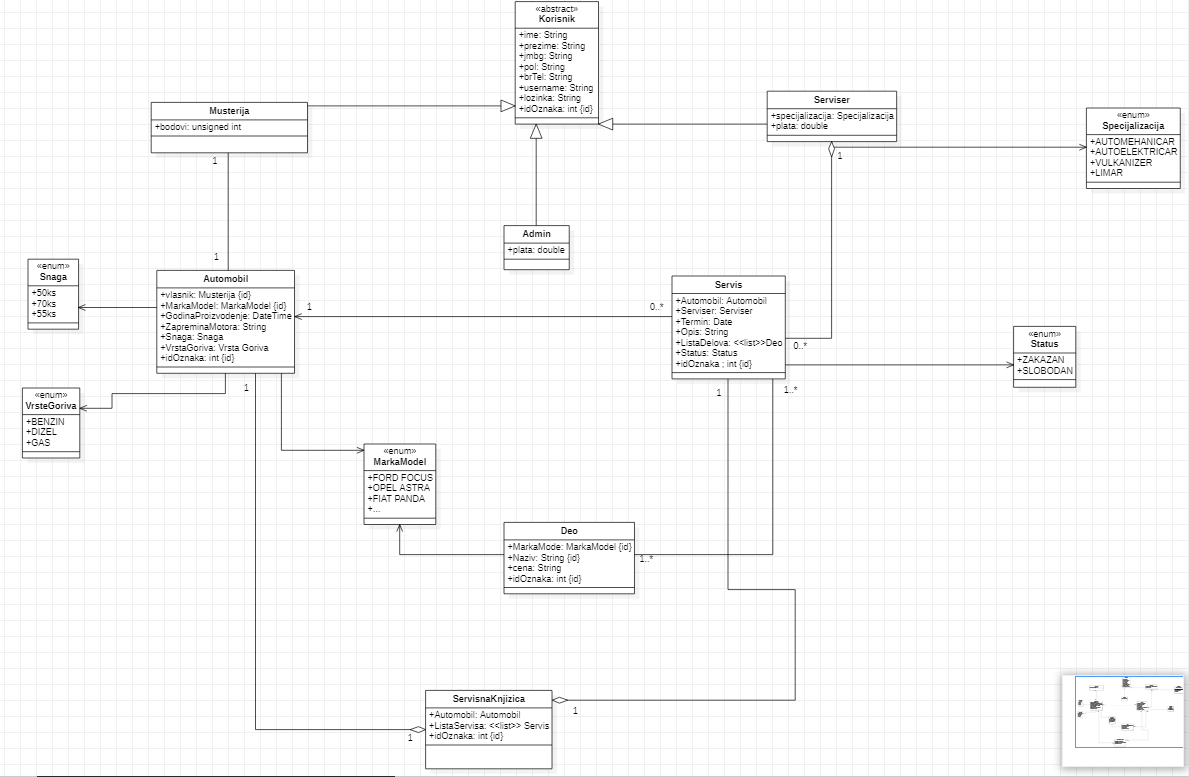 «abstract»
Korisnik
+ime: String
+prezime: String
+jmbg: String
+pol: String
+brTel: String
+username: String
+lozinka: String
+idOznaka: int {id}
Musterija
+bodovi: unsigned int
1
1
Serviser
+specijalizacija: Specijalizacija
+plata: double
1
«enum»
Specijalizacija
+AUTOMEHANICAR
+AUTOELEKTRICAR
+VULKANIZER
+LIMAR
Admin
+plata: double
«enum»
Snaga
+50ks
+70ks
+55ks
Automobil
+vlasnik: Musterija {id}
+MarkaModel: MarkaModel {id}
+GodinaProizvodenje: DateTime
+ZapreminaMotora: String
+Snaga: Snaga
+VrstaGoriva: Vrsta Goriva
+idOznaka: int {id}
1
0..*
Servis
+Automobil: Automobil
+Serviser: Serviser
+Termin: Date
+Opis: String
+ListaDelova: <<list>>Deo
+Status: Status
+idOznaka ; int {id}
0..*
«enum»
Status
+ZAKAZAN
+SLOBODAN
1
1
1..*
«enum»
VrsteGoriva
+BENZIN
+DIZEL
+GAS
«enum»
MarkaModel
+FORD FOCUS
+OPEL ASTRA
+FIAT PANDA
+...
Deo
+MarkaMode: MarkaModel {id}
+Naziv: String {id}
+cena: String
+idOznaka: int {id}
1..*
ServisnaKnjizica
+Automobil: Automobil
+ListaServisa: <<list>> Servis
+idOznaka: int {id}
1
1